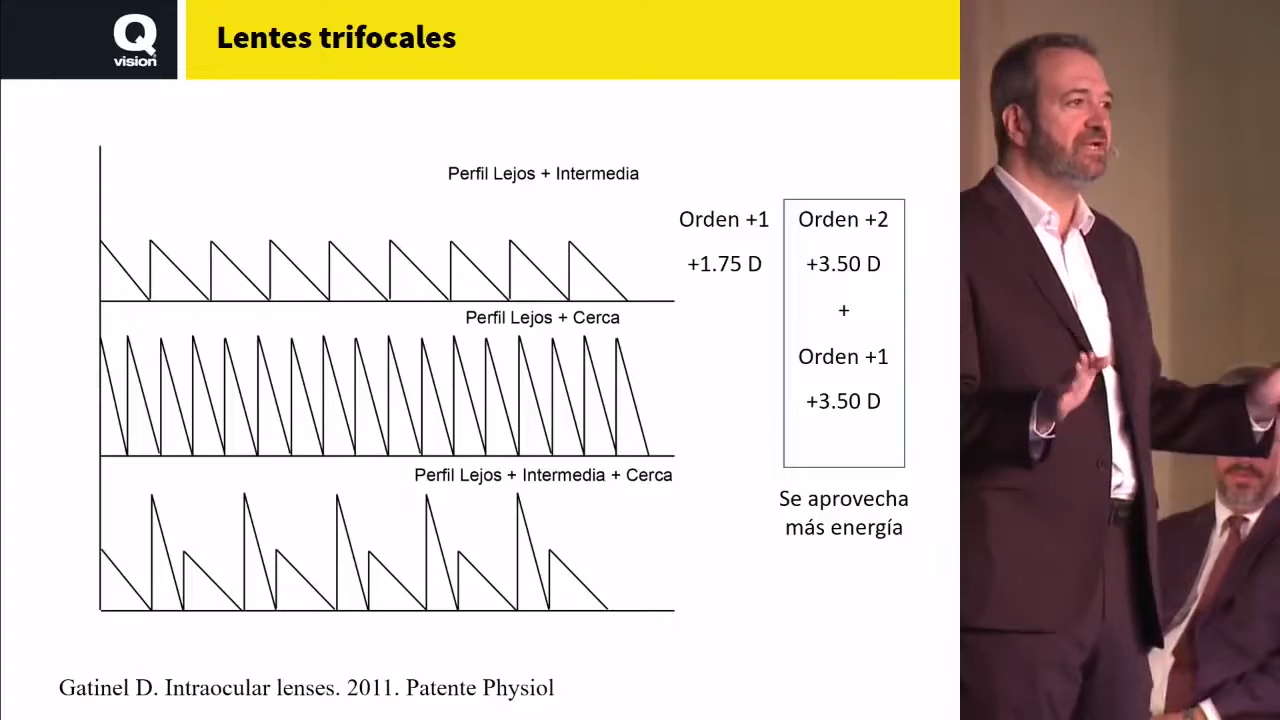 Q
vision
Lentes trifocales
Perfil Lejos + Intermedia
Orden +1
+1.75 D
Orden +2
+3.50 D
+
Orden +1
+3.50 D
Perfil Lejos + Cerca
Perfil Lejos + Intermedia + Cerca
Se aprovecha
más energía
Gatinel D. Intraocular lenses. 2011. Patente Physiol